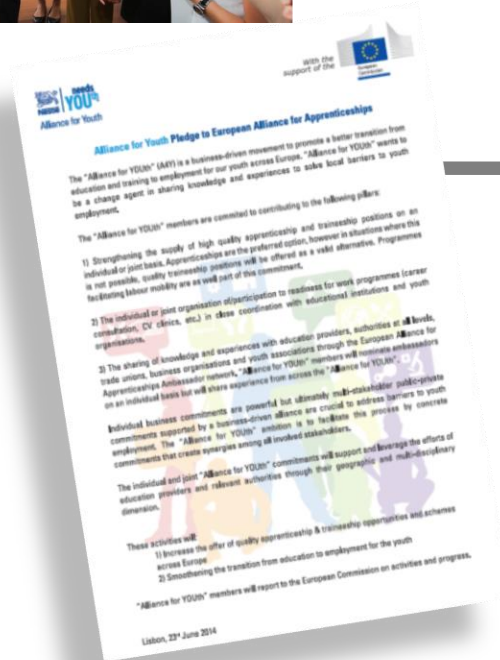 Nestlé needs
YOUth
Alliance for Youth
With the
support of the
European
Commission
Alliance for Youth Pledge to European Alliance for Apprenticeships
The "Alliance for YOUth" (A4Y) is a business-driven movement to promote a better transition from
education and training to employment for our youth across Europe. "Alliance for YOUth" wants to
be a change agent in sharing knowledge and experiences to solve local barriers to youth
employment.
The "Alliance for YOUth" members are commited to contributing to the following pillars:
1) Strengthening the supply of high quality apprenticeship and traineeship positions on an
individual or joint basis. Apprenticeships are the preferred option, however in situations where this
is not possible, quality traineeship positions will be offered as a valid alternative. Programmes
facilitating labour mobility are as well part of this commitment.
2) The individual or joint organisation of/participation to readiness for work programmes (career
consultation, CV clinics, etc.) in close coordination with educational institutions and youth
organisations.
3) The sharing of knowledge and experiences with education providers, authorities at all levels,
trade unions, business organisations and youth associations through the European Alliance for
Apprenticeships Ambassador network. "Alliance for YOUth" members will nominate ambassadors
on an individual basis but will share experience from across the "Alliance for YOUth".
Individual business commitments are powerful but ultimately multi-stakeholder public-private
commitments supported by a business-driven alliance are crucial to address barriers to youth
employment. The "Alliance for YOUth" ambition is to facilitate this process by concrete
commitments that create synergies among all involved stakeholders.
The individual and joint "Alliance for YOUth" commitments will support and leverage the efforts of
education providers and relevant authorities through their geographic and multi-disciplinary
dimension.
These activities will:
1) Increase the offer of quality apprenticeship & traineeship opportunities and schemes
across Europe
2) Smoothening the transition from education to employment for the youth
"Alliance for YOUth" members will report to the European Commission on activities and progress.
Lisbon, 23rd June 2014